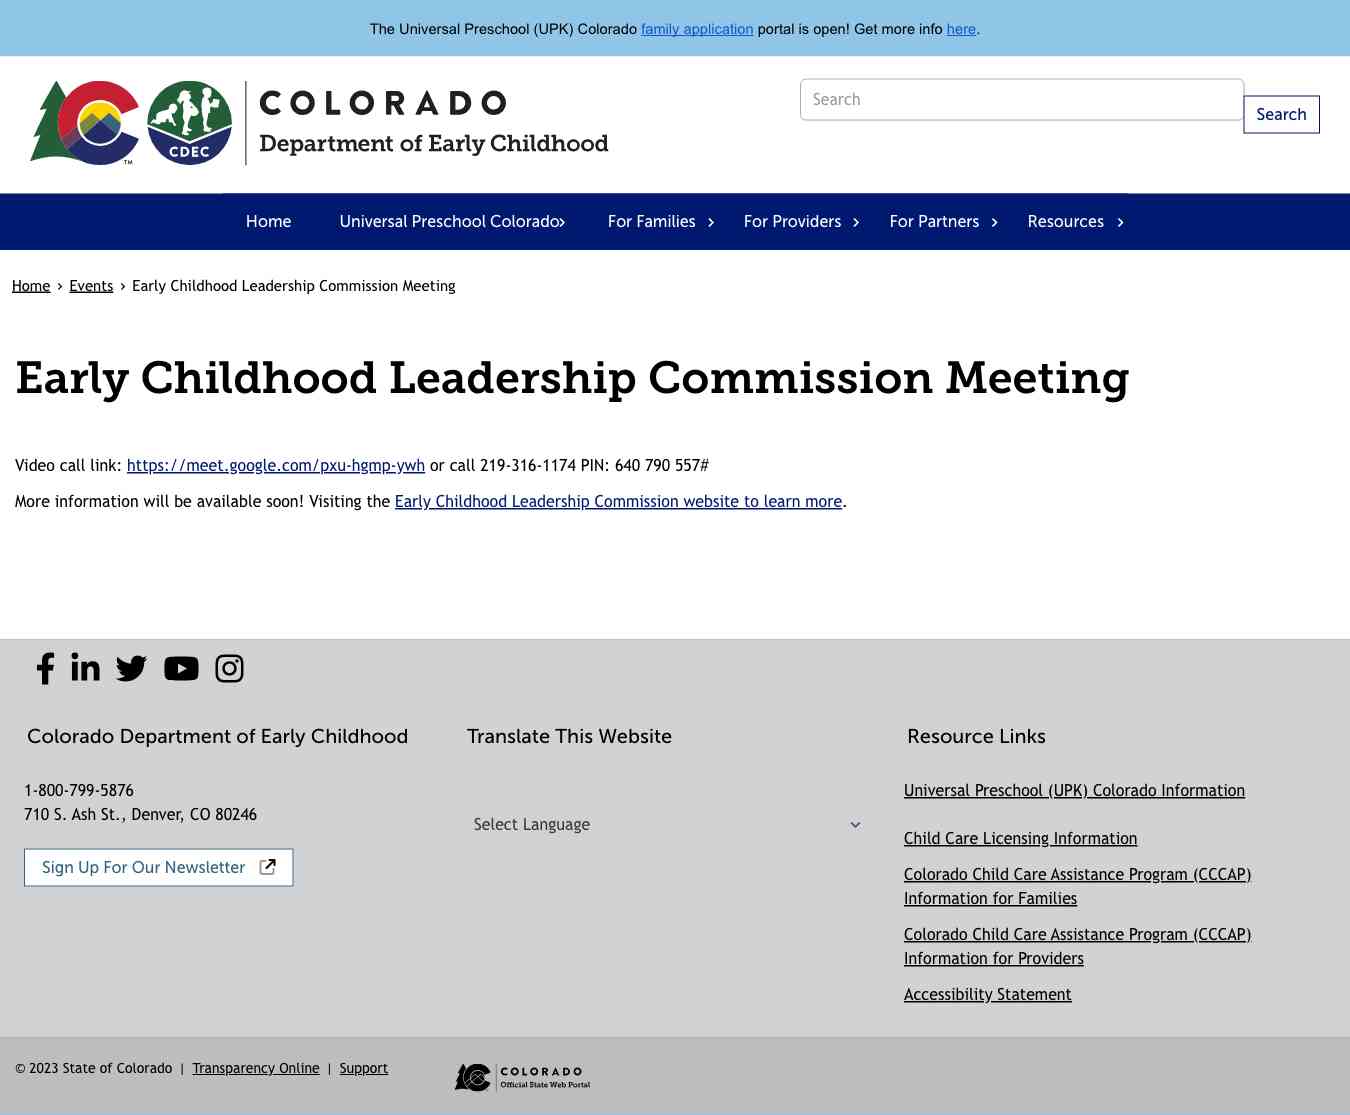 The Universal Preschool (UPK) Colorado family application portal is open! Get more info here.
COLORADO
Department of Early Childhood
CDEC
TM
Search
Search
Home Universal Preschool Colorado For Families For Providers For Partners Resources
Home › Events › Early Childhood Leadership Commission Meeting
Early Childhood Leadership Commission Meeting
Video call link: https://meet.google.com/pxu-hgmp-ywh or call 219-316-1174 PIN: 640 790 557#
More information will be available soon! Visiting the Early Childhood Leadership Commission website to learn more.
Colorado Department of Early Childhood
1-800-799-5876
710 S. Ash St., Denver, CO 80246
Sign Up For Our Newsletter
Translate This Website
Select Language
Resource Links
Universal Preschool (UPK) Colorado Information
Child Care Licensing Information
Colorado Child Care Assistance Program (CCCAP)
Information for Families
Colorado Child Care Assistance Program (CCCAP)
Information for Providers
Accessibility Statement
© 2023 State of Colorado | Transparency Online | Support
COLORADO
Official State Web Portal